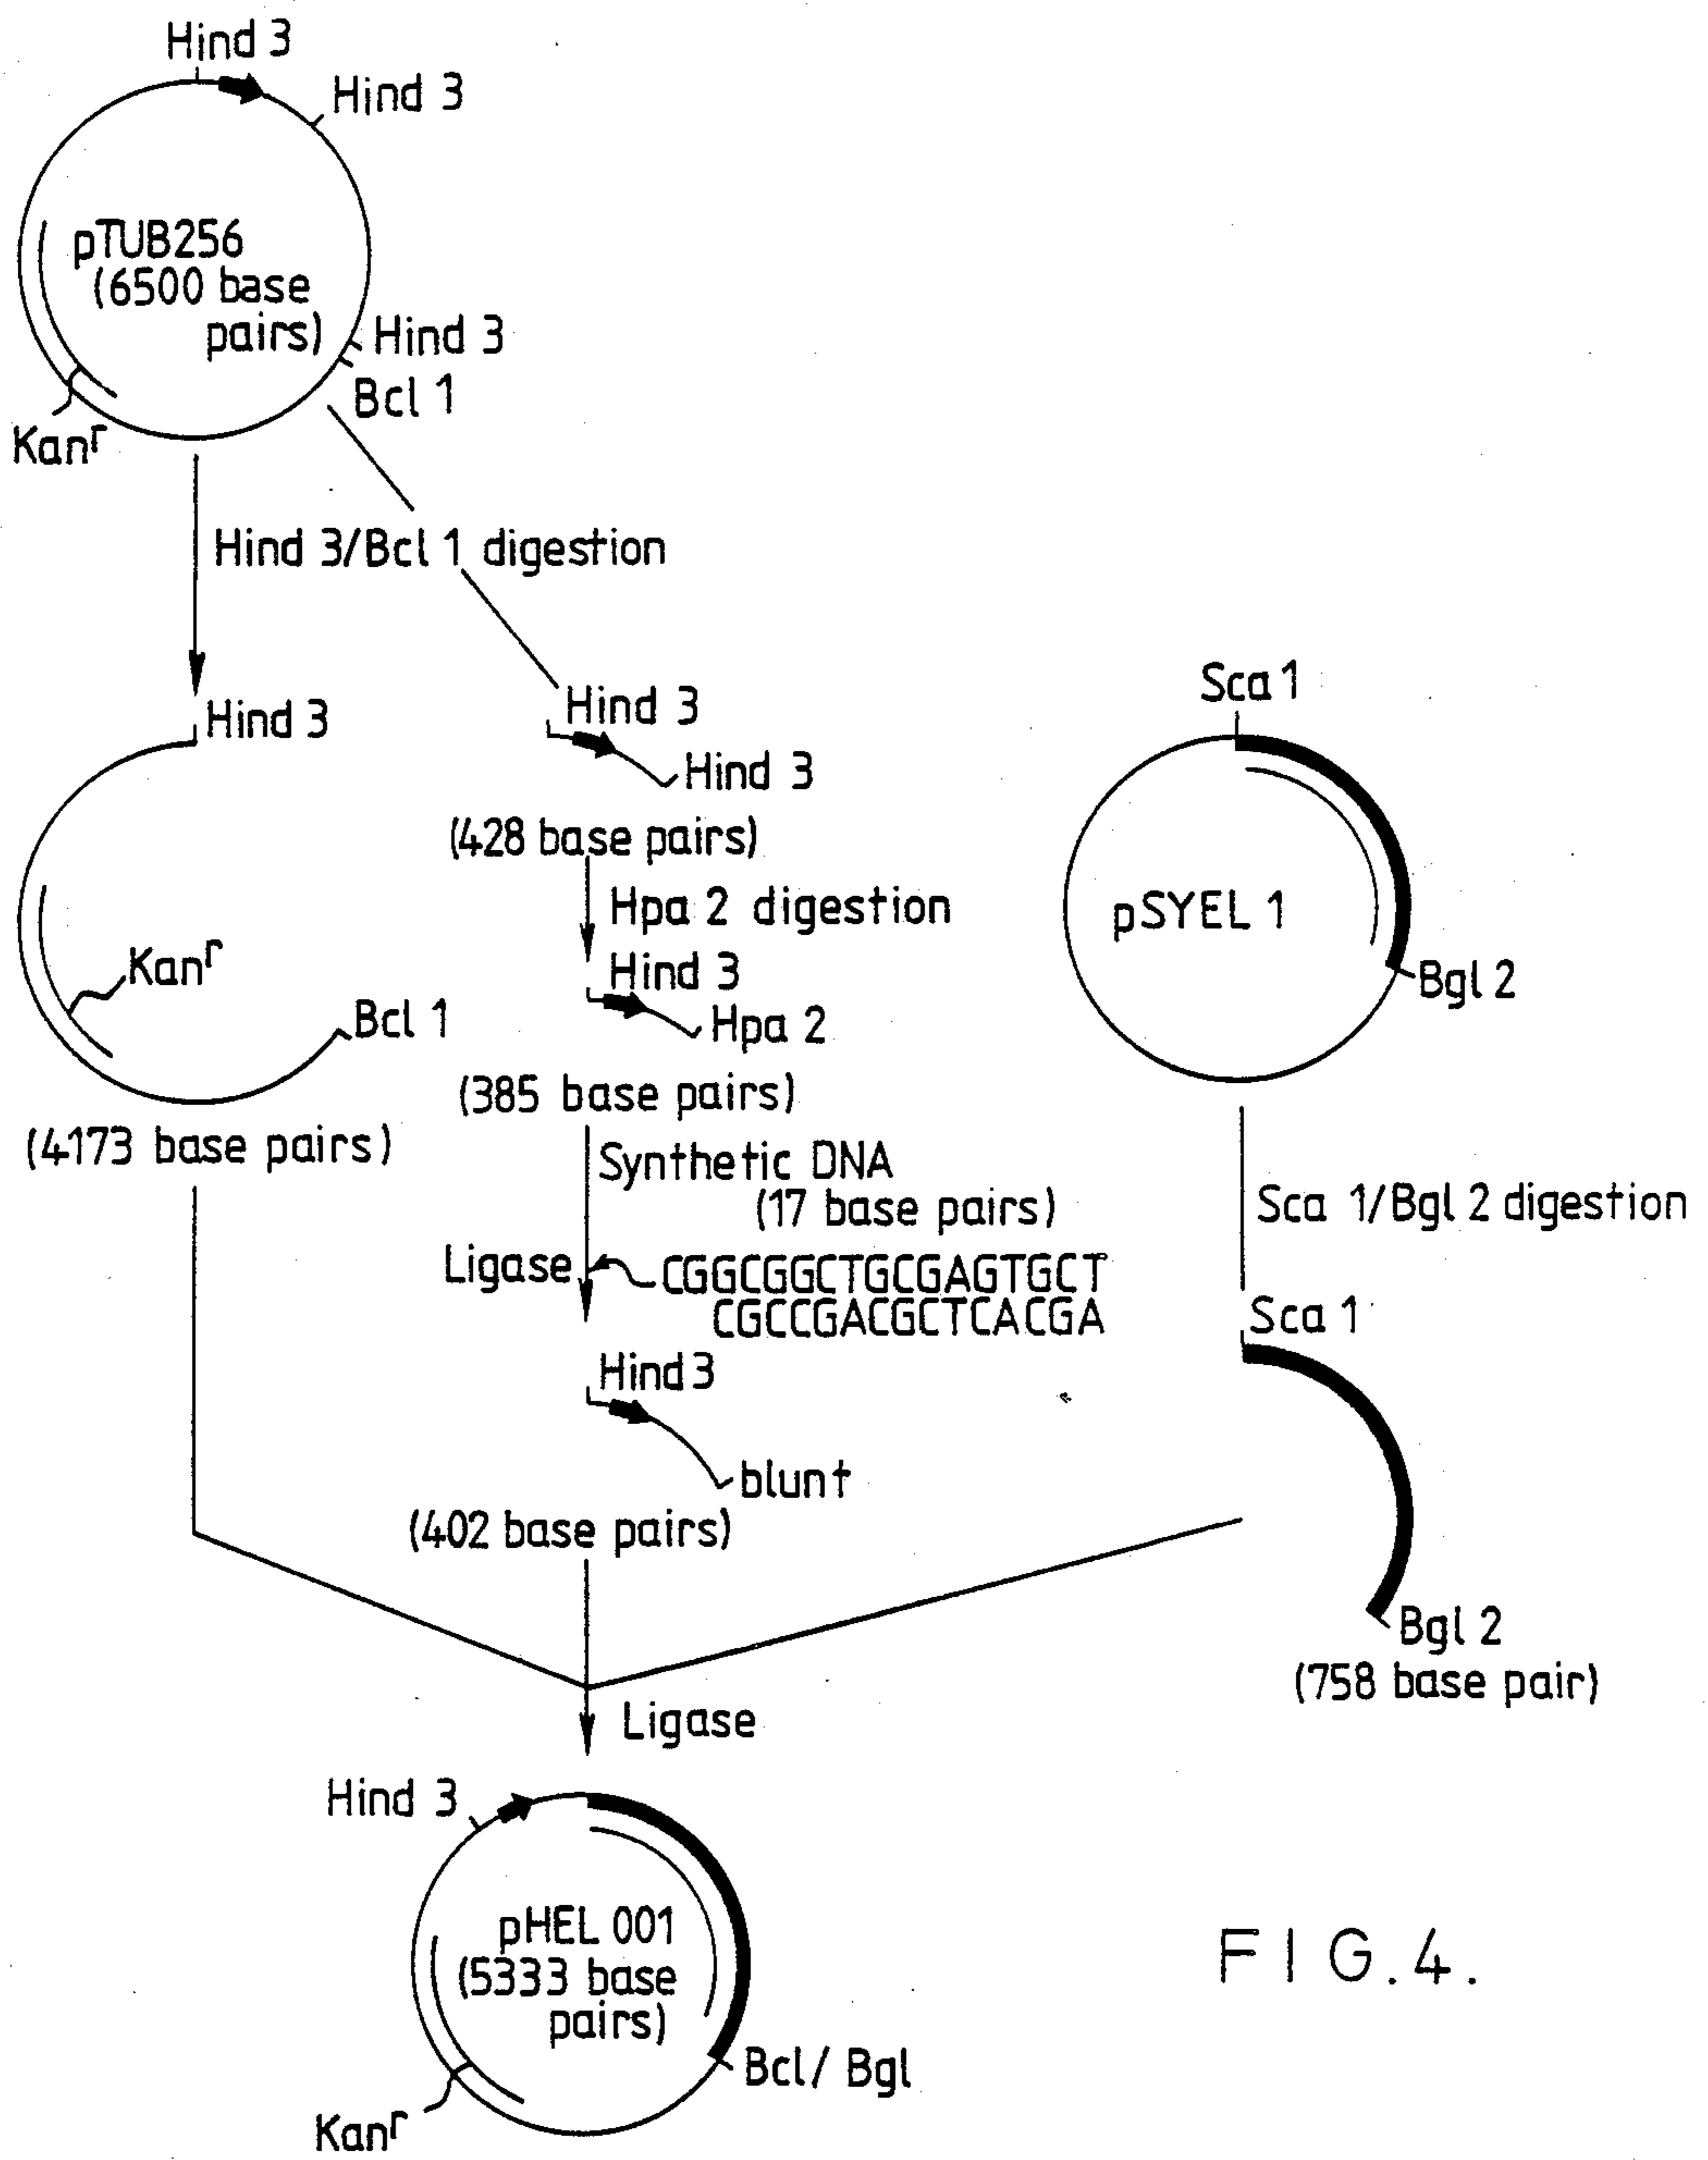 Hind 3
Hind 3
pTUB256
(6500 base
pairs)
Hind 3
Bcl 1
Kanʳ
Hind 3/Bcl 1 digestion
Hind 3
Hind 3
Hind 3
(428 base pairs)
Hpa 2 digestion
Hind 3
Hpa 2
(385 base pairs)
Kanʳ
Bcl 1
(4173 base pairs)
Sca 1
pSYEL 1
Bgl 2
Synthetic DNA
(17 base pairs)
Ligase
CGGCGGCTGCGAGTGCT
CGCCGACGCTCACGA
Sca 1/Bgl 2 digestion
Sca 1
Hind3
blunt
(402 base pairs)
Bgl 2
(758 base pair)
Ligase
Hind 3
pHEL 001
(5333 base
pairs)
Bcl/ Bgl
Kanʳ
FIG.4.